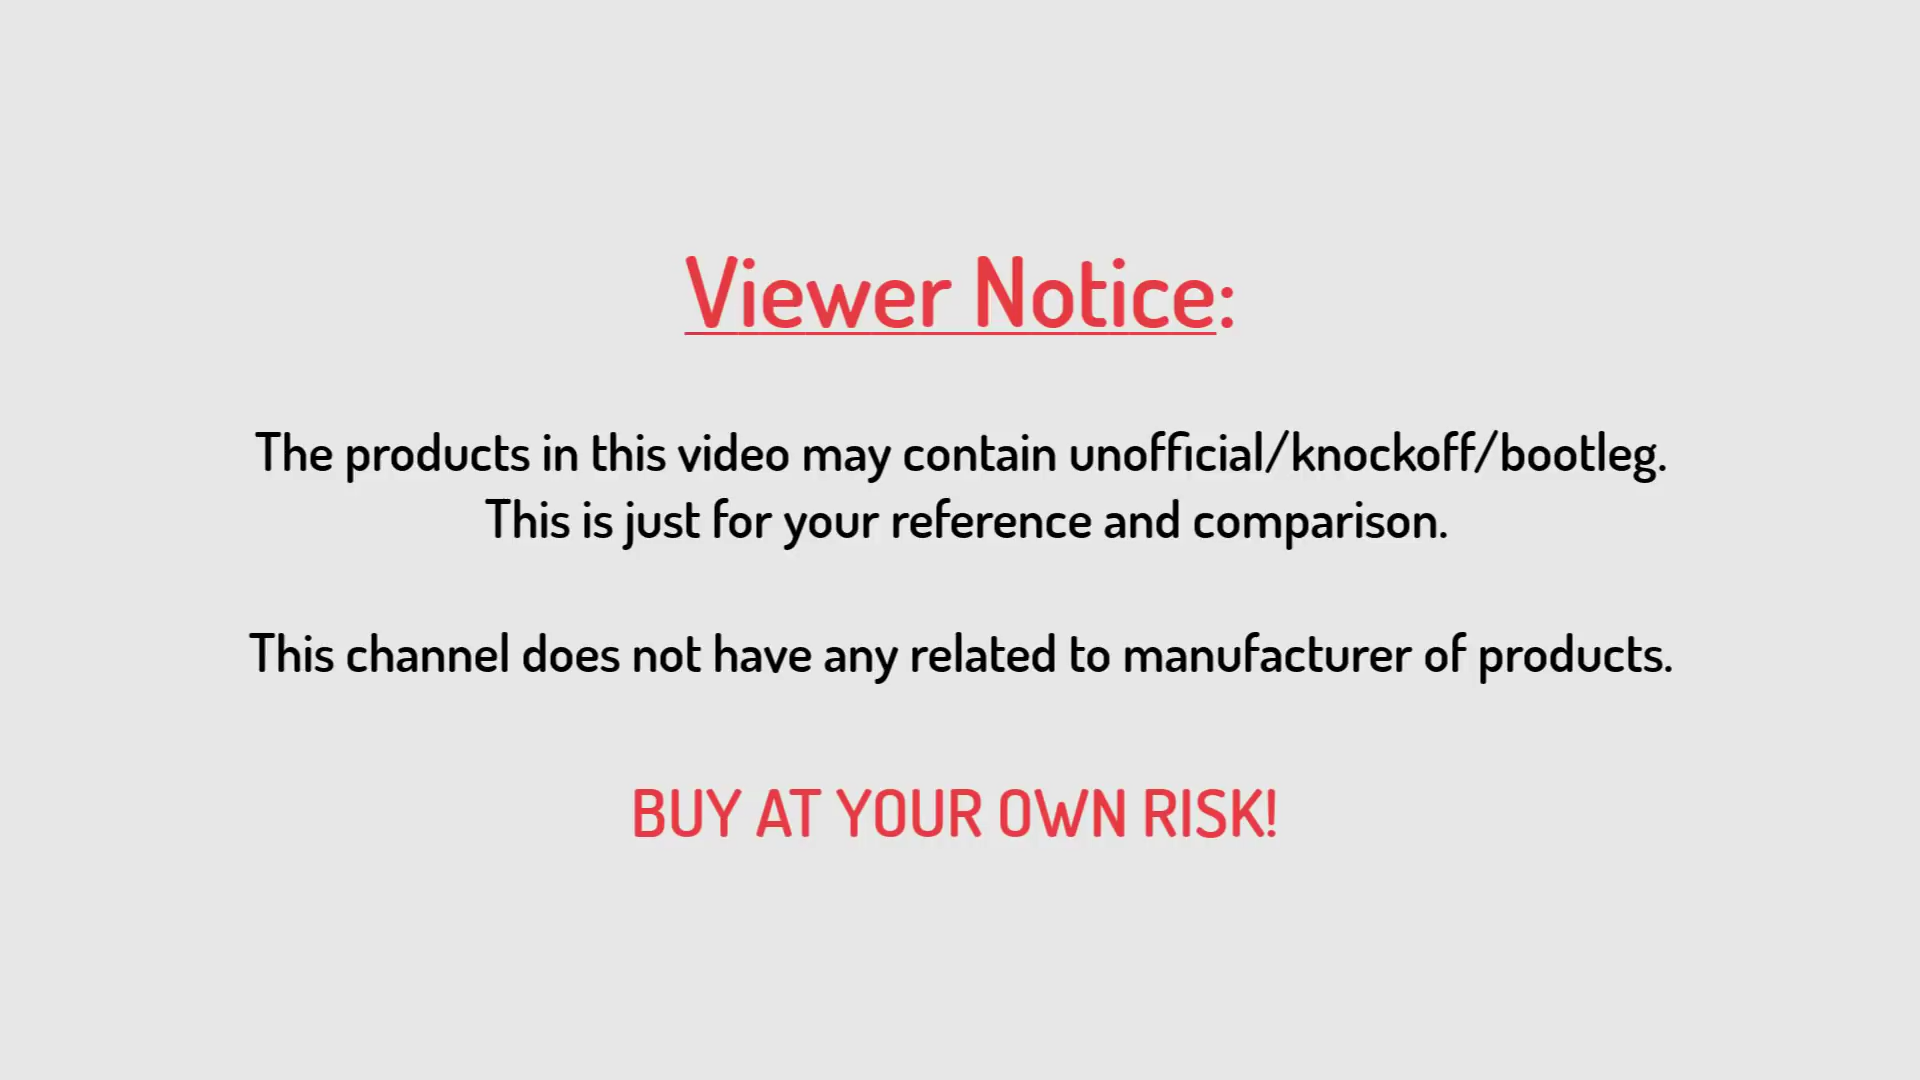 Viewer Notice:
The products in this video may contain unofficial/knockoff/bootleg.
This is just for your reference and comparison.
This channel does not have any related to manufacturer of products.
BUY AT YOUR OWN RISK!